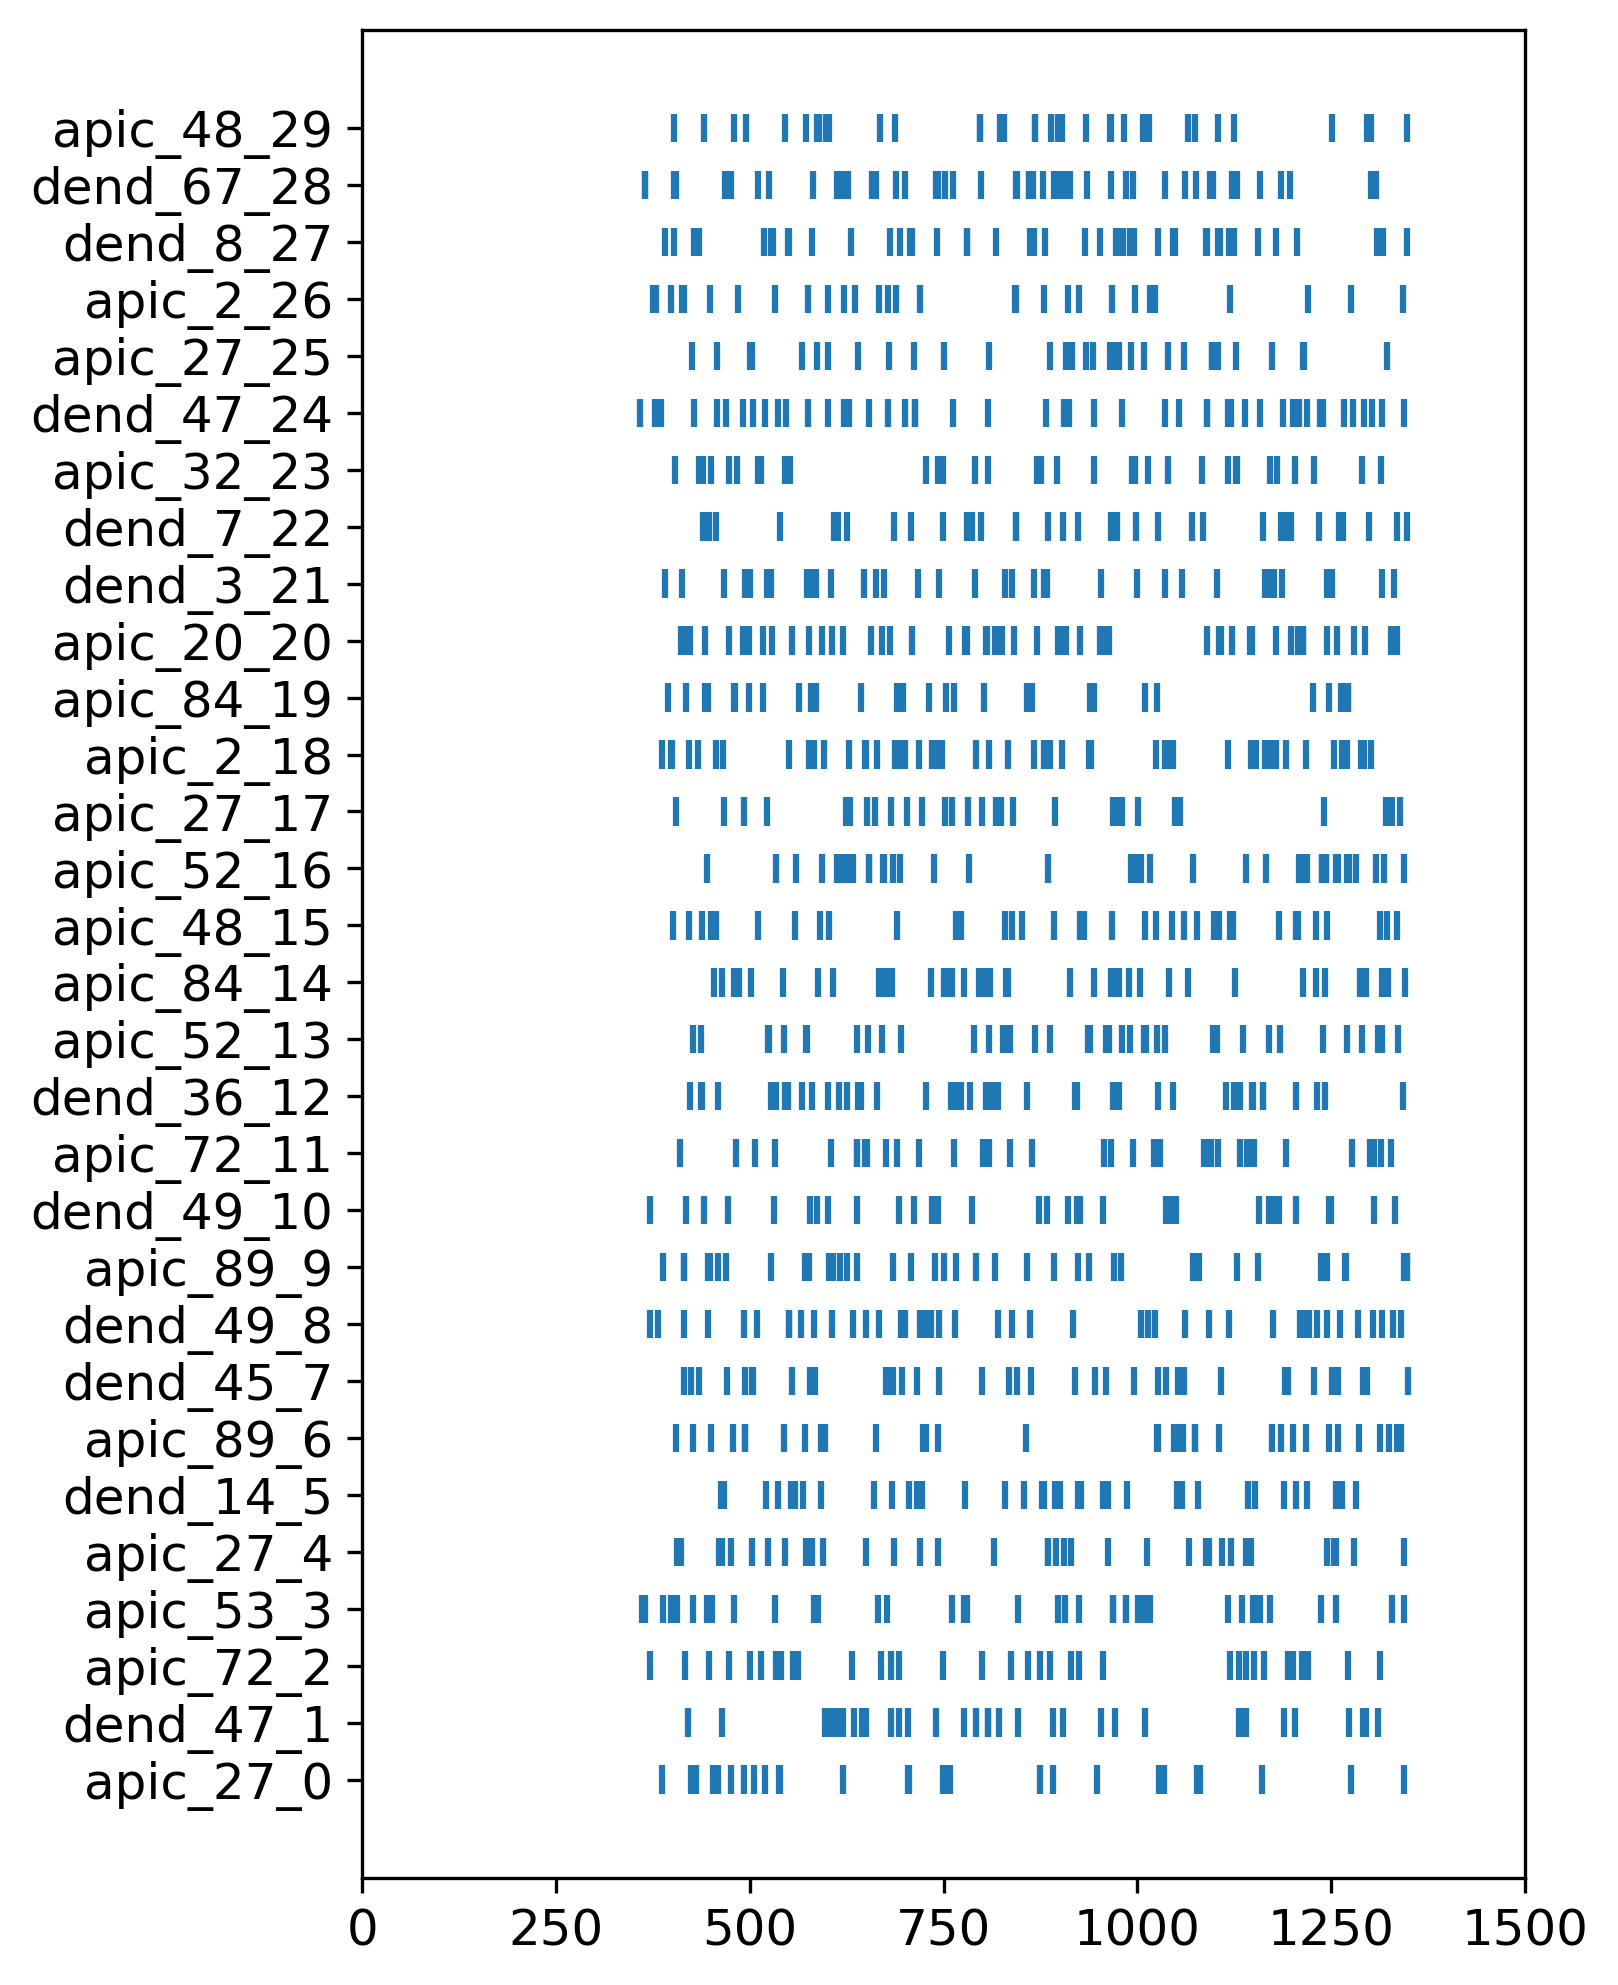 apic_48_29
dend_67_28
dend_8_27
apic_2_26
apic_27_25
dend_47_24
apic_32_23
dend_7_22
dend_3_21
apic_20_20
apic_84_19
apic_2_18
apic_27_17
apic_52_16
apic_48_15
apic_84_14
apic_52_13
dend_36_12
apic_72_11
dend_49_10
apic_89_9
dend_49_8
dend_45_7
apic_89_6
dend_14_5
apic_27_4
apic_53_3
apic_72_2
dend_47_1
apic_27_0
0 250 500 750 1000 1250 1500